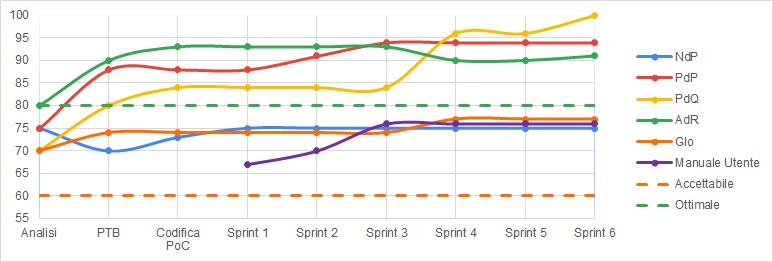 100
95
90
85
80
75
70
65
60
55
Analisi
PTB
Codifica
PoC
Sprint 1
Sprint 2
Sprint 3
Sprint 4
Sprint 5
Sprint 6
NdP
PdP
PdQ
AdR
Glo
Manuale Utente
Accettabile
Ottimale